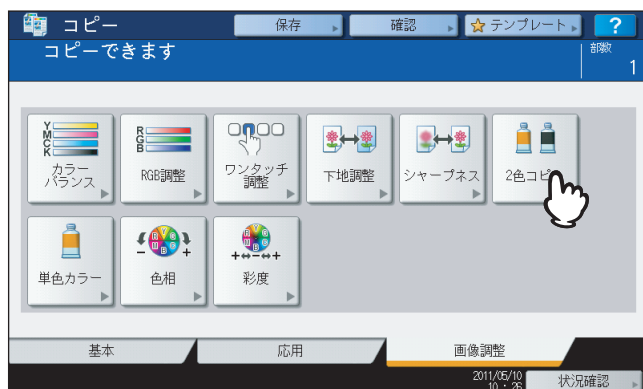 コピー
保存
確認
テンプレート
?
コピーできます
部数
1
Y
M
C
K
カラー
バランス
R
G
B
RGB調整
ワンタッチ
調整
下地調整
シャープネス
2色コピ
単色カラー
色相
彩度
基本
応用
画像調整
2011/05/10
10 : 26
状況確認